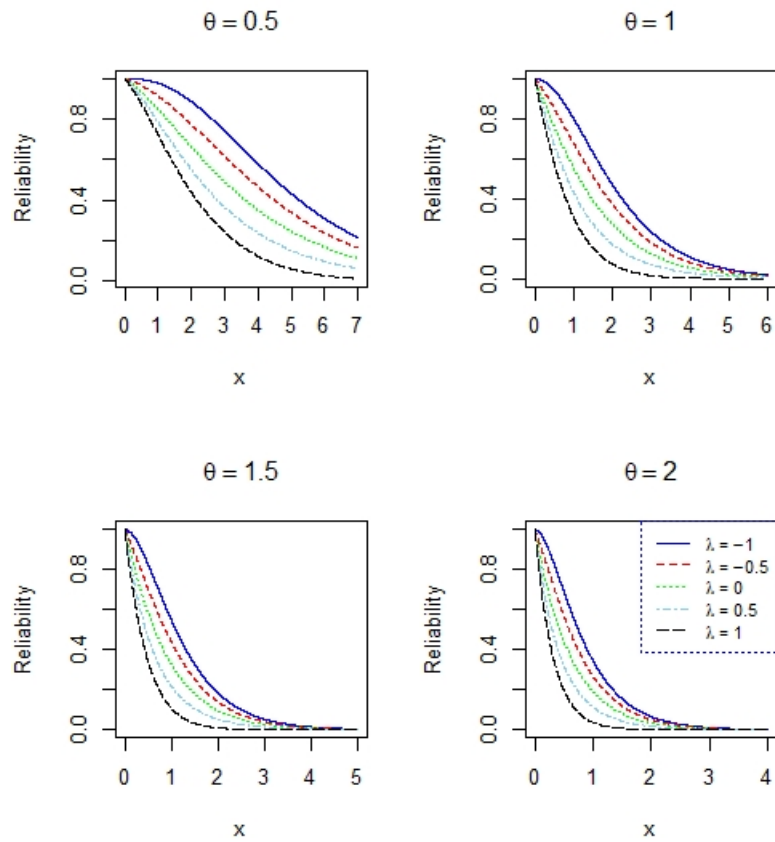 θ = 0.5
Reliability
0.0 0.4 0.8
0 1 2 3 4 5 6 7
x
θ = 1
Reliability
0.0 0.4 0.8
0 1 2 3 4 5 6
x
θ = 1.5
Reliability
0.0 0.4 0.8
0 1 2 3 4 5
x
θ = 2
Reliability
0.0 0.4 0.8
λ = −1
λ = −0.5
λ = 0
λ = 0.5
λ = 1
0 1 2 3 4
x